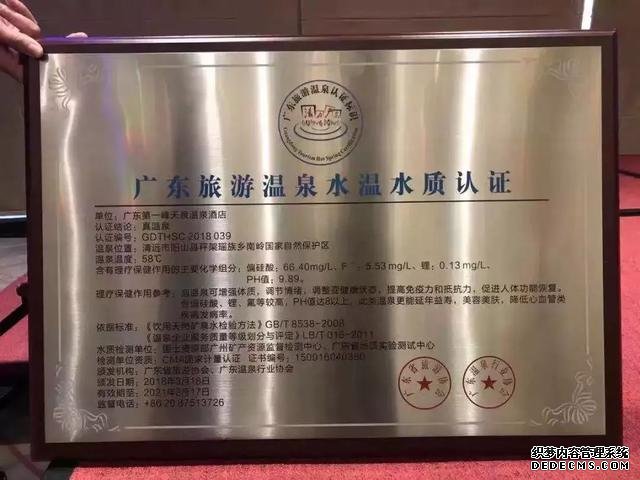 广东旅游温泉认证标识
Guangdong Tourism Hot Spring Certification
广东旅游温泉水温水质认证
单位：广东第一峰天泉温泉酒店
认证结论：真温泉
认证编号：GDTHSC 2018 039
温泉位置：清远市阳山县秤架瑶族乡南岭国家自然保护区
温泉温度：58℃
含有理疗保健作用的主要化学组分：偏硅酸：66.40mg/L、F⁻：5.53mg/L、锂：0.13mg/L、
PH值：9.89。
理疗保健作用参考：温泉可增强体质，调节情绪，调整亚健康状态，提高免疫力和抵抗力，促进人体功能恢复。
含偏硅酸、锂、氟等较高，PH值达8以上，此类温泉更能延年益寿，美容美肤，降低心血管类
疾病发病率。
依据标准：《饮用天然矿泉水检验方法》GB/T 8538-2008
《温泉企业服务质量等级划分与评定》LB/T 016-2011
水质检测单位：国土资源部广州矿产资源监督检测中心、广东省地质实验测试中心
检测单位资质：CMA国家计量认证 证书编号：150016040380
颁发机构：广东省旅游协会、广东温泉行业协会
颁发日期：2018年3月18日
有效期至：2021年3月17日
监督电话：+86 20 87513726
广东省旅游协会
广东温泉行业协会
织梦内容管理系统
DEDECMS.COM